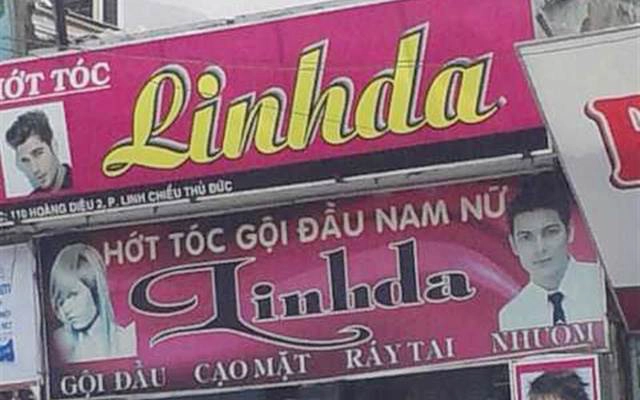 HỚT TÓC
Linhda
C: 110 HOÀNG DIỆU 2, P. LINH CHIỂU THỦ ĐỨC
HỚT TÓC GỘI ĐẦU NAM NỮ
Linhda
GỘI ĐẦU CẠO MẶT RÁY TAI NHUỘM